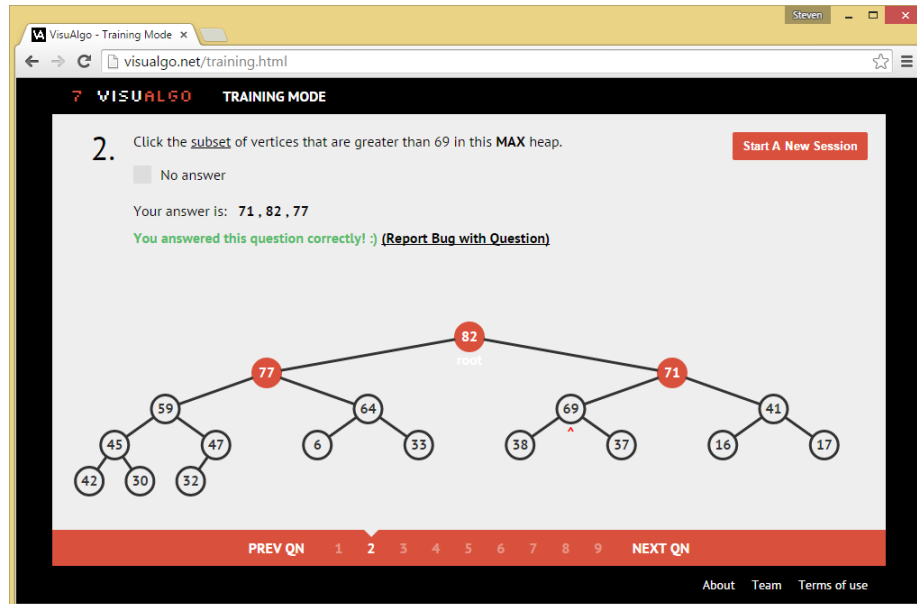 Steven
VisuAlgo - Training Mode ×
visualgo.net/training.html
7 VISUALGO TRAINING MODE
2. Click the subset of vertices that are greater than 69 in this MAX heap.
Start A New Session
No answer
Your answer is: 71 , 82 , 77
You answered this question correctly! :) (Report Bug with Question)
82
root
77 71
59 64 69 41
^
45 47 6 33 38 37 16 17
42 30 32
PREV QN 1 2 3 4 5 6 7 8 9 NEXT QN
About Team Terms of use